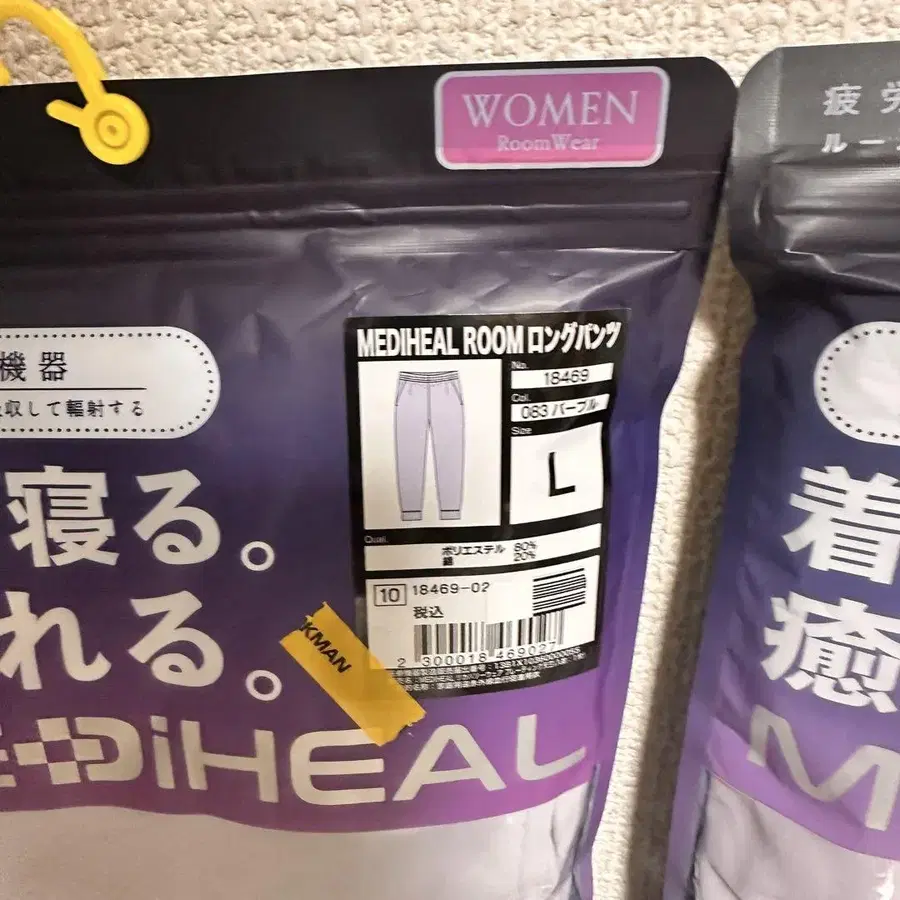 WOMEN
RoomWear
疲労
ルー
機器
収して輻射する
寝る。
れる。
MEDIHEAL ROOM ロングパンツ
No.
18469
Col.
083 パープル
Size
L
Qual.
ポリエステル 80%
綿 20%
10 18469-02
税込
2 300018 469027
KMAN
EDiHEAL
着
癒
M